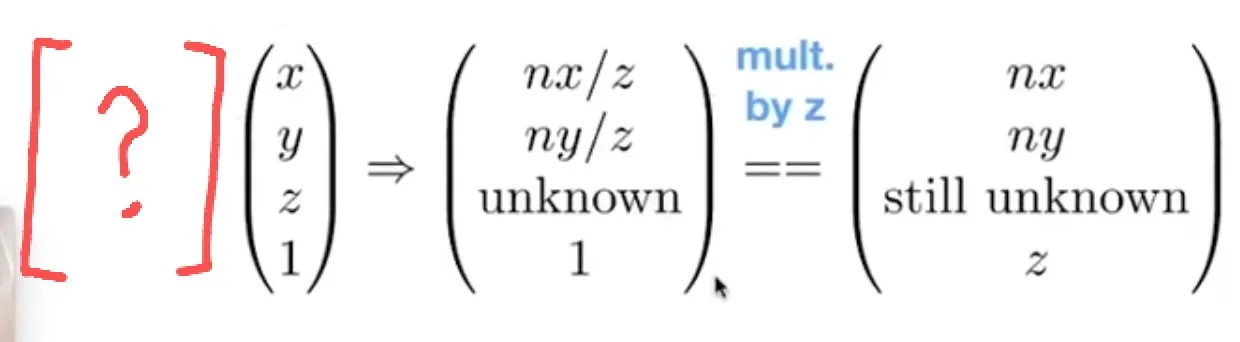 [?] (x y z 1) ⇒ (nx/z ny/z unknown 1) mult. by z == (nx ny still unknown z)